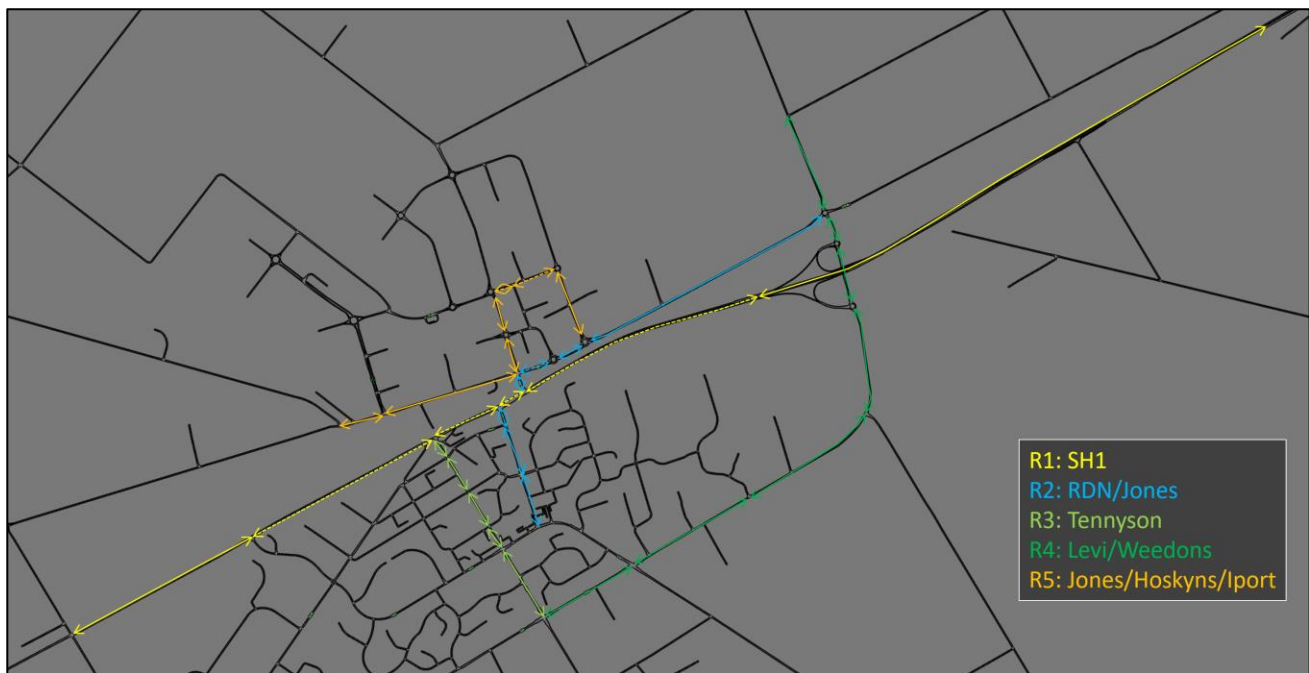 R1: SH1
R2: RDN/Jones
R3: Tennyson
R4: Levi/Weedons
R5: Jones/Hoskyns/Iport